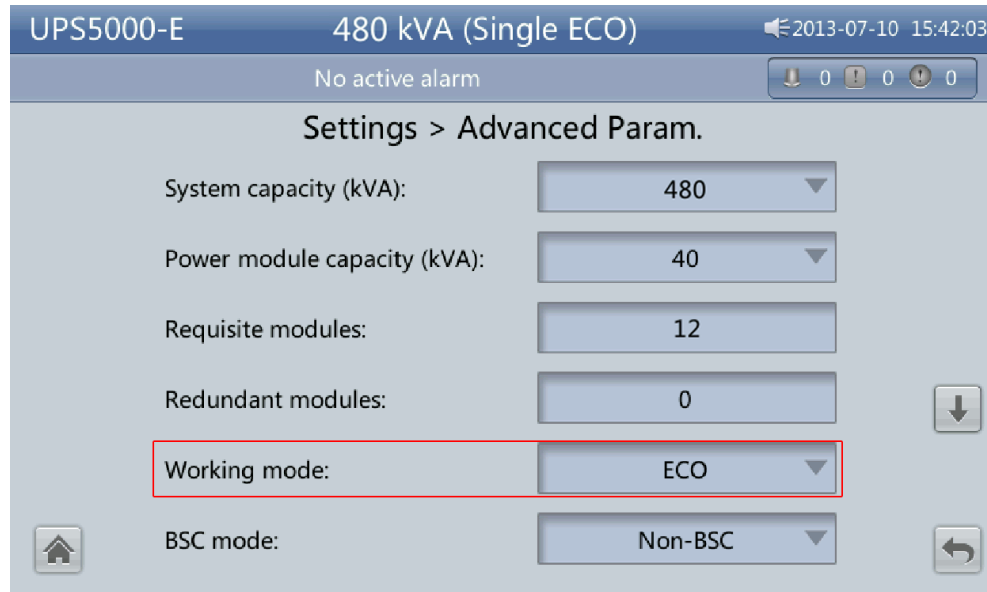 UPS5000-E 480 kVA (Single ECO) 2013-07-10 15:42:03
No active alarm 0 0 0
Settings > Advanced Param.
System capacity (kVA): 480
Power module capacity (kVA): 40
Requisite modules: 12
Redundant modules: 0
Working mode: ECO
BSC mode: Non-BSC